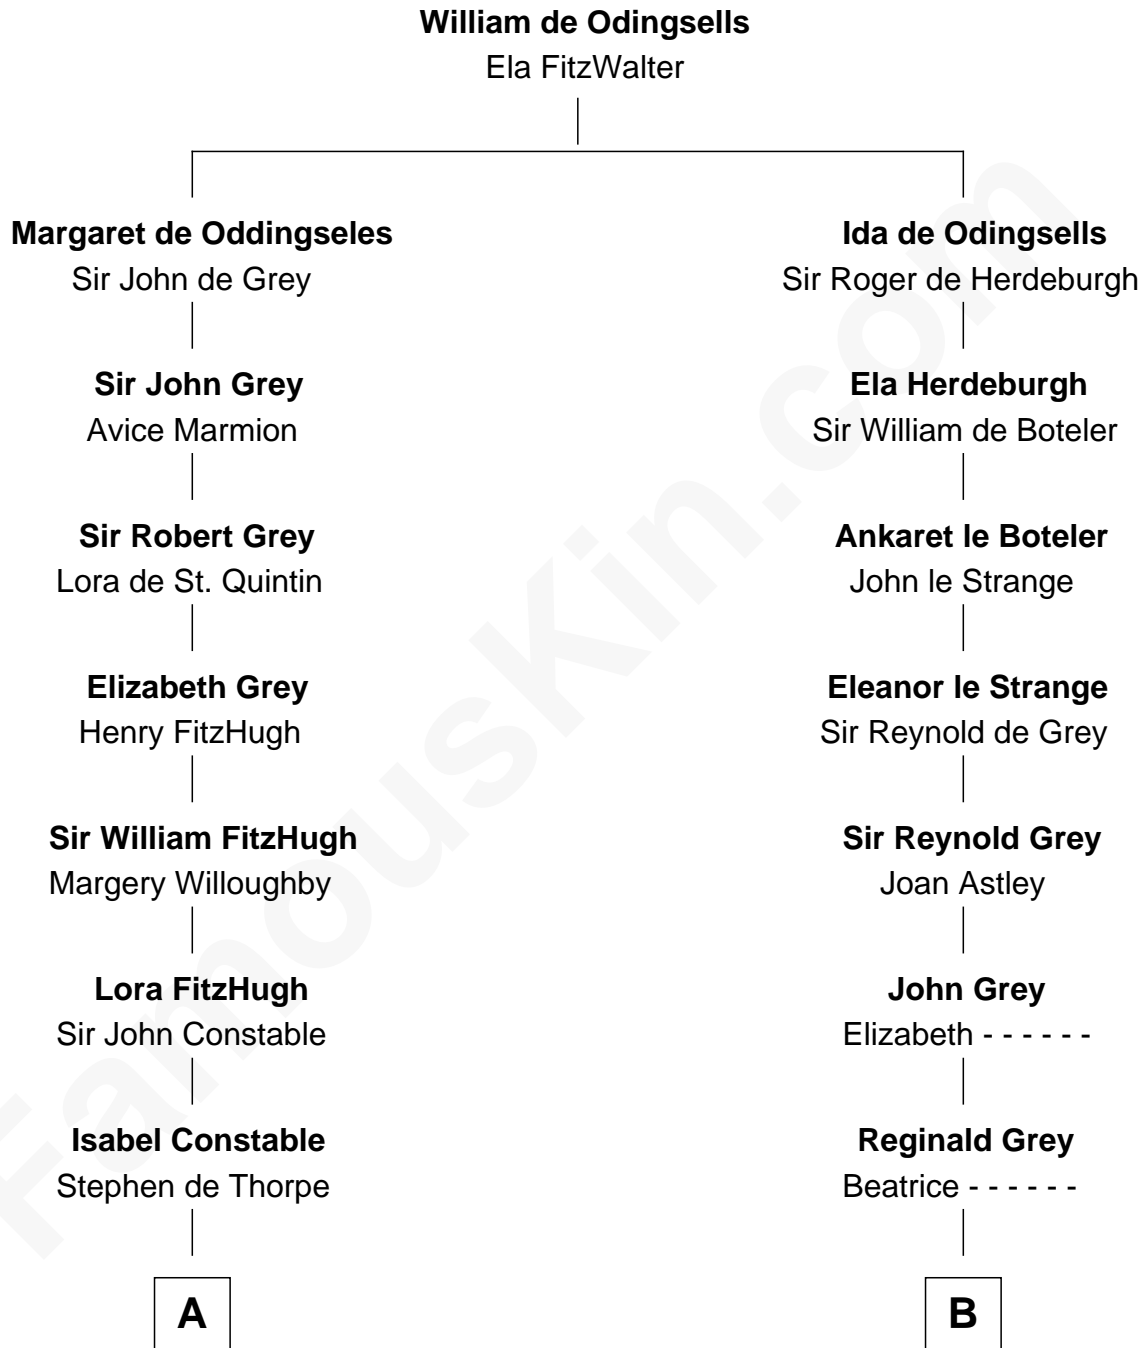 William de Odingsells
Ela FitzWalter
Margaret de Oddingseles
Sir John de Grey
Sir John Grey
Avice Marmion
Sir Robert Grey
Lora de St. Quintin
Elizabeth Grey
Henry FitzHugh
Sir William FitzHugh
Margery Willoughby
Lora FitzHugh
Sir John Constable
Isabel Constable
Stephen de Thorpe
A
Ida de Odingsells
Sir Roger de Herdeburgh
Ela Herdeburgh
Sir William de Boteler
Ankaret le Boteler
John le Strange
Eleanor le Strange
Sir Reynold de Grey
Sir Reynold Grey
Joan Astley
John Grey
Elizabeth - - - - - -
Reginald Grey
Beatrice - - - - - -
B
FamousKin.com